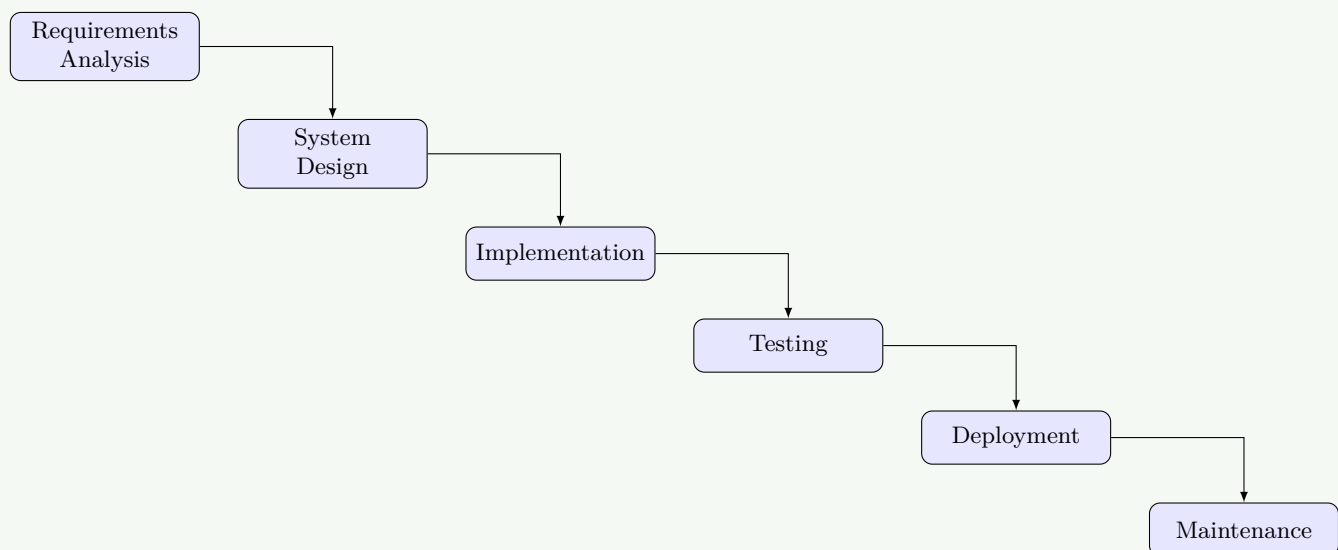 Requirements
Analysis
System
Design
Implementation
Testing
Deployment
Maintenance